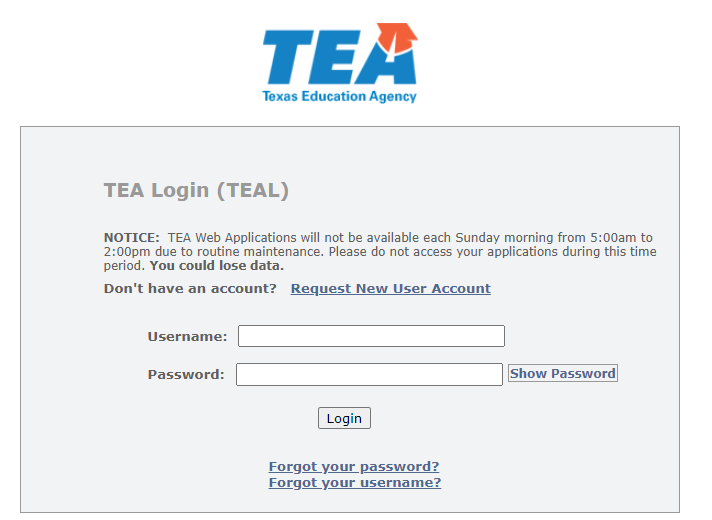 TEA
Texas Education Agency
TEA Login (TEAL)
NOTICE: TEA Web Applications will not be available each Sunday morning from 5:00am to
2:00pm due to routine maintenance. Please do not access your applications during this time
period. You could lose data.
Don't have an account? Request New User Account
Username:
Password: Show Password
Login
Forgot your password?
Forgot your username?